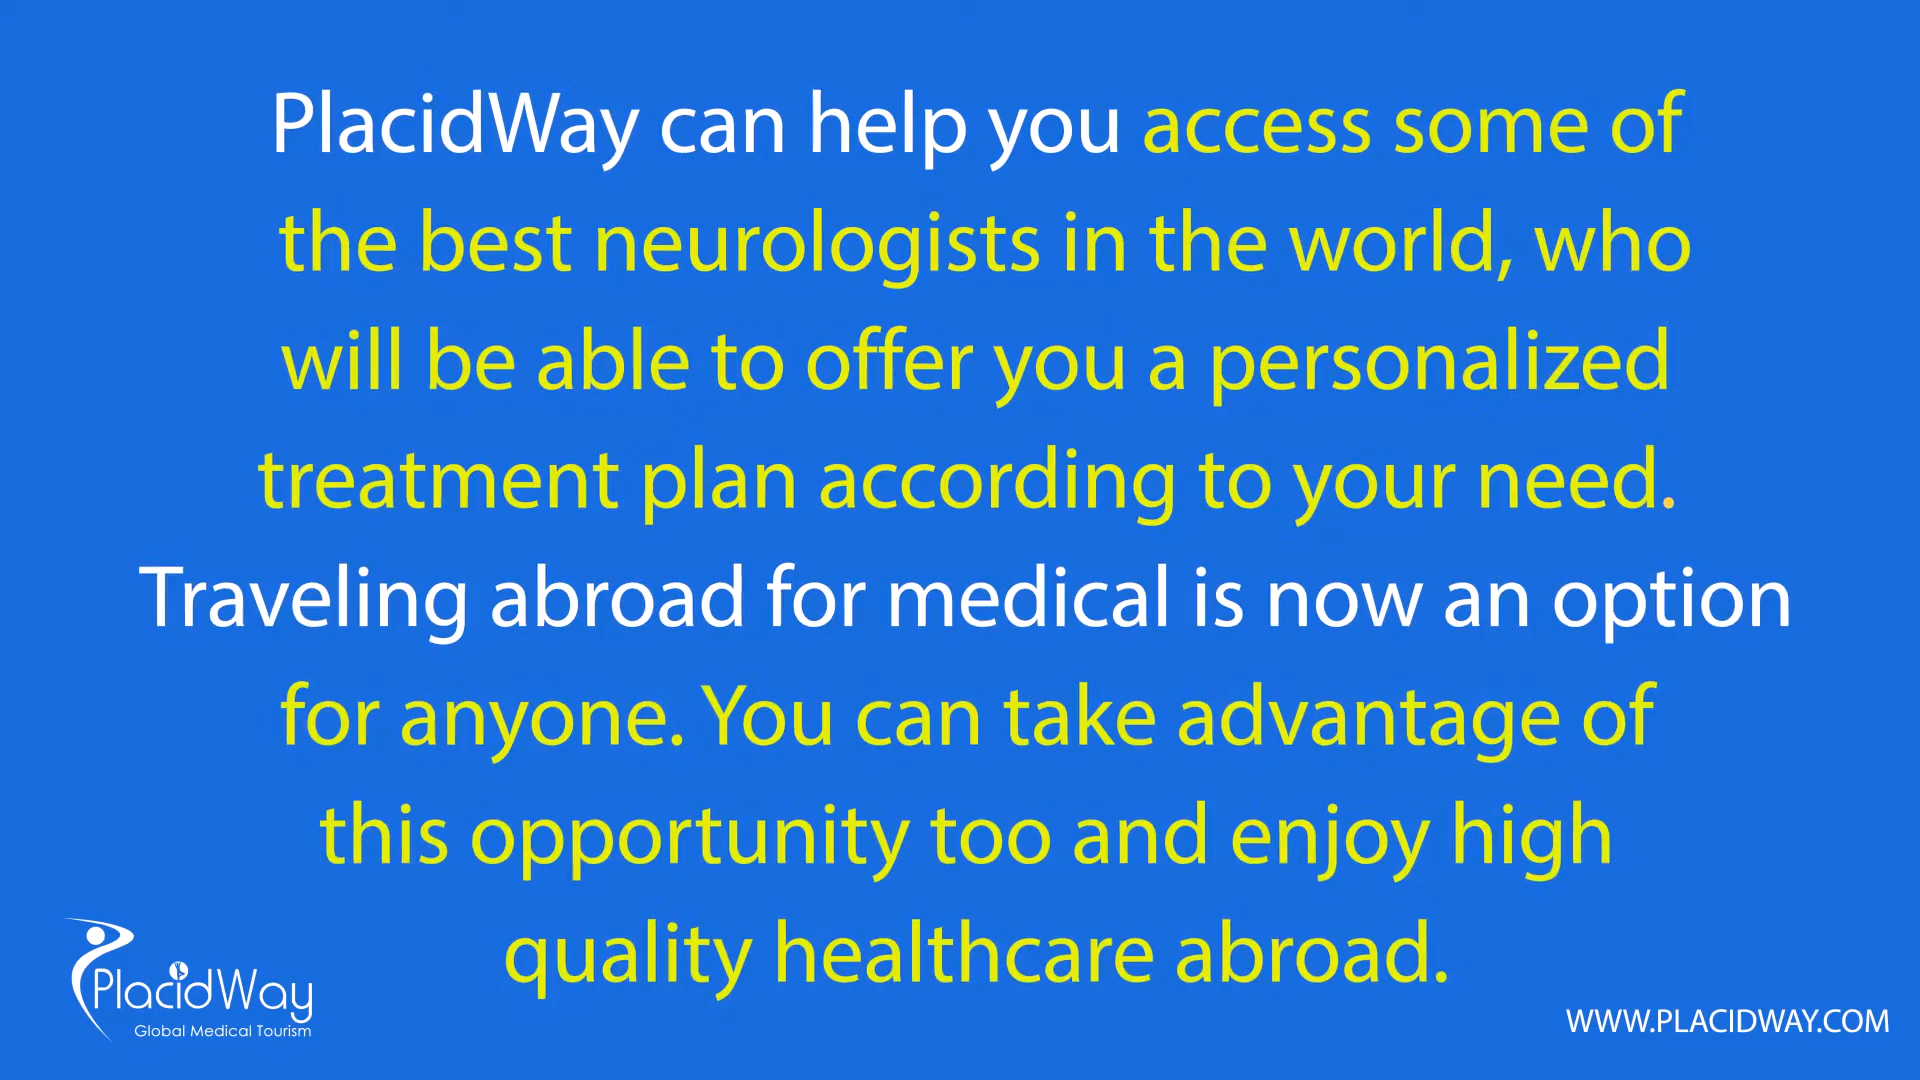 PlacidWay can help you access some of
the best neurologists in the world, who
will be able to offer you a personalized
treatment plan according to your need.
Traveling abroad for medical is now an option
for anyone. You can take advantage of
this opportunity too and enjoy high
quality healthcare abroad.
PlacidWay
Global Medical Tourism
WWW.PLACIDWAY.COM